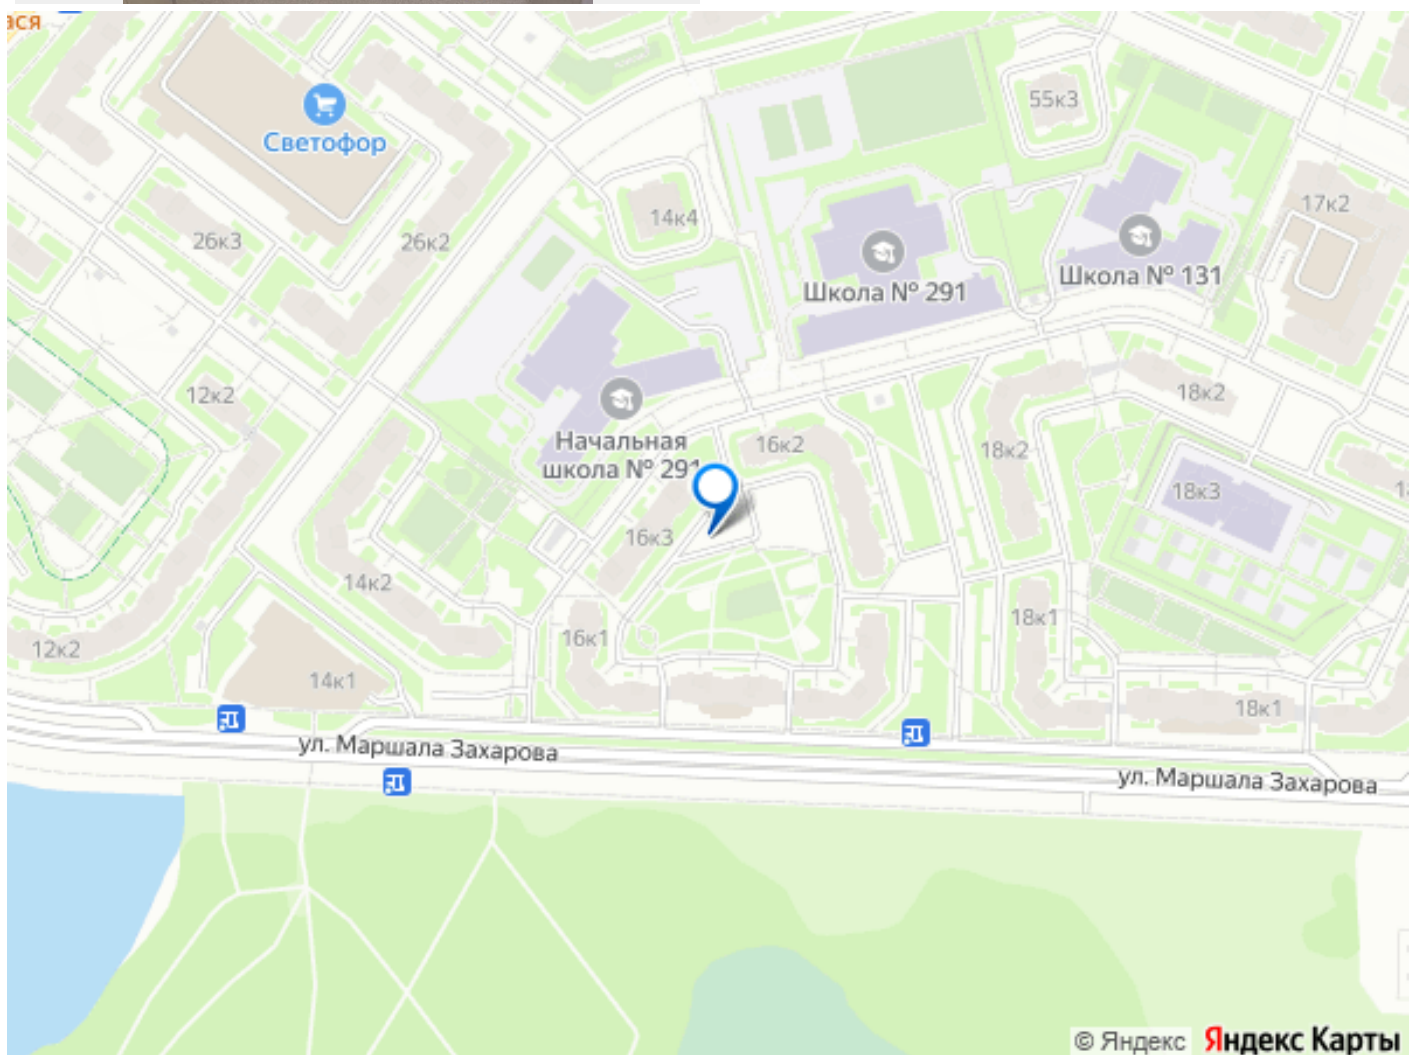 ася
Светофор
55к3
17к2
14к4
26к3
26к2
Школа № 291
Школа № 131
12к2
Начальная
школа № 291
16к2
18к2
18к2
18к3
16к3
14к2
18к1
16к1
12к2
14к1
18к1
ул. Маршала Захарова
ул. Маршала Захарова
© Яндекс Яндекс Карты